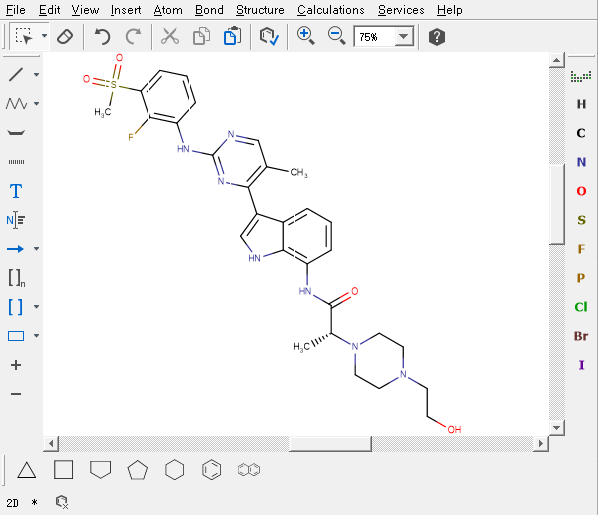 File Edit View Insert Atom Bond Structure Calculations Services Help
75%
H
C
N
O
S
F
P
Cl
Br
I
T
N
[ ]n
[ ]
O
O
S
H₃C
F
HN
N
N
CH₃
HN
HN
O
H₃C
N
N
OH
2D *